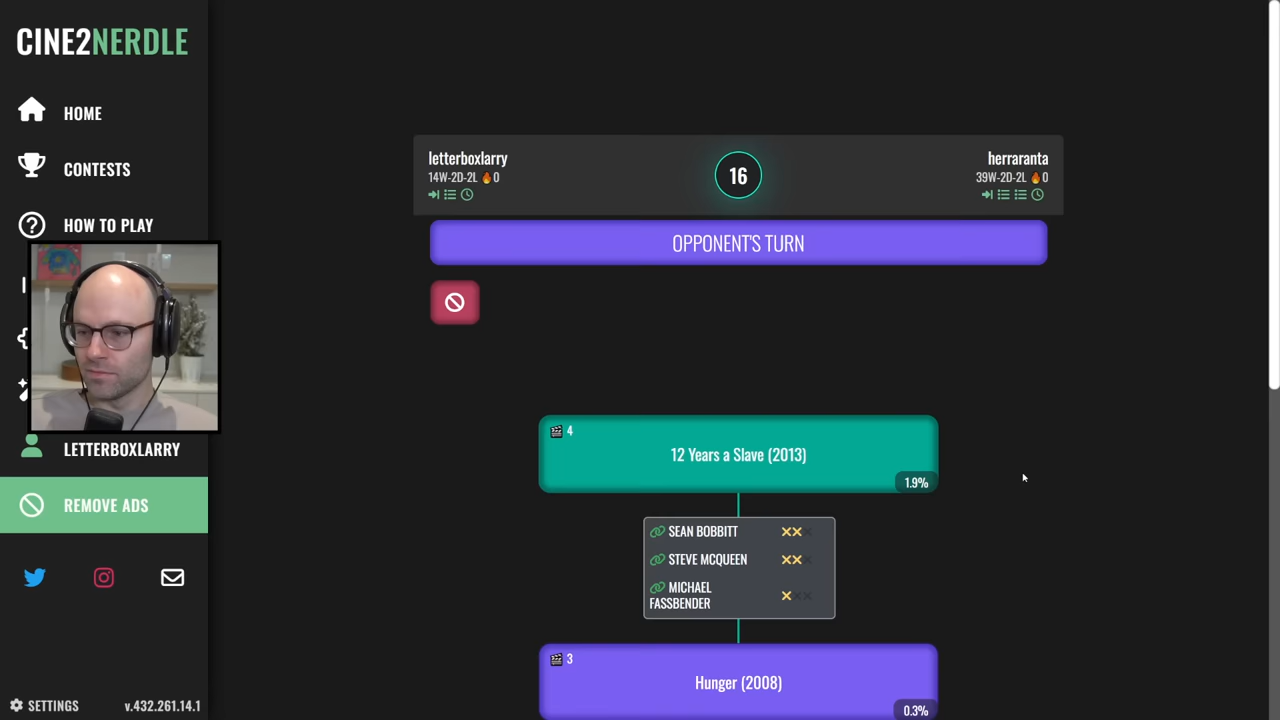 CINE2NERDLE
HOME
CONTESTS
HOW TO PLAY
LETTERBOXLARRY
REMOVE ADS
SETTINGS
v.432.261.14.1
letterboxlarry
14W-2D-2L 🔥0
16
herraranta
39W-2D-2L 🔥0
OPPONENT'S TURN
4
12 Years a Slave (2013)
1.9%
SEAN BOBBITT
STEVE MCQUEEN
MICHAEL
FASSBENDER
3
Hunger (2008)
0.3%